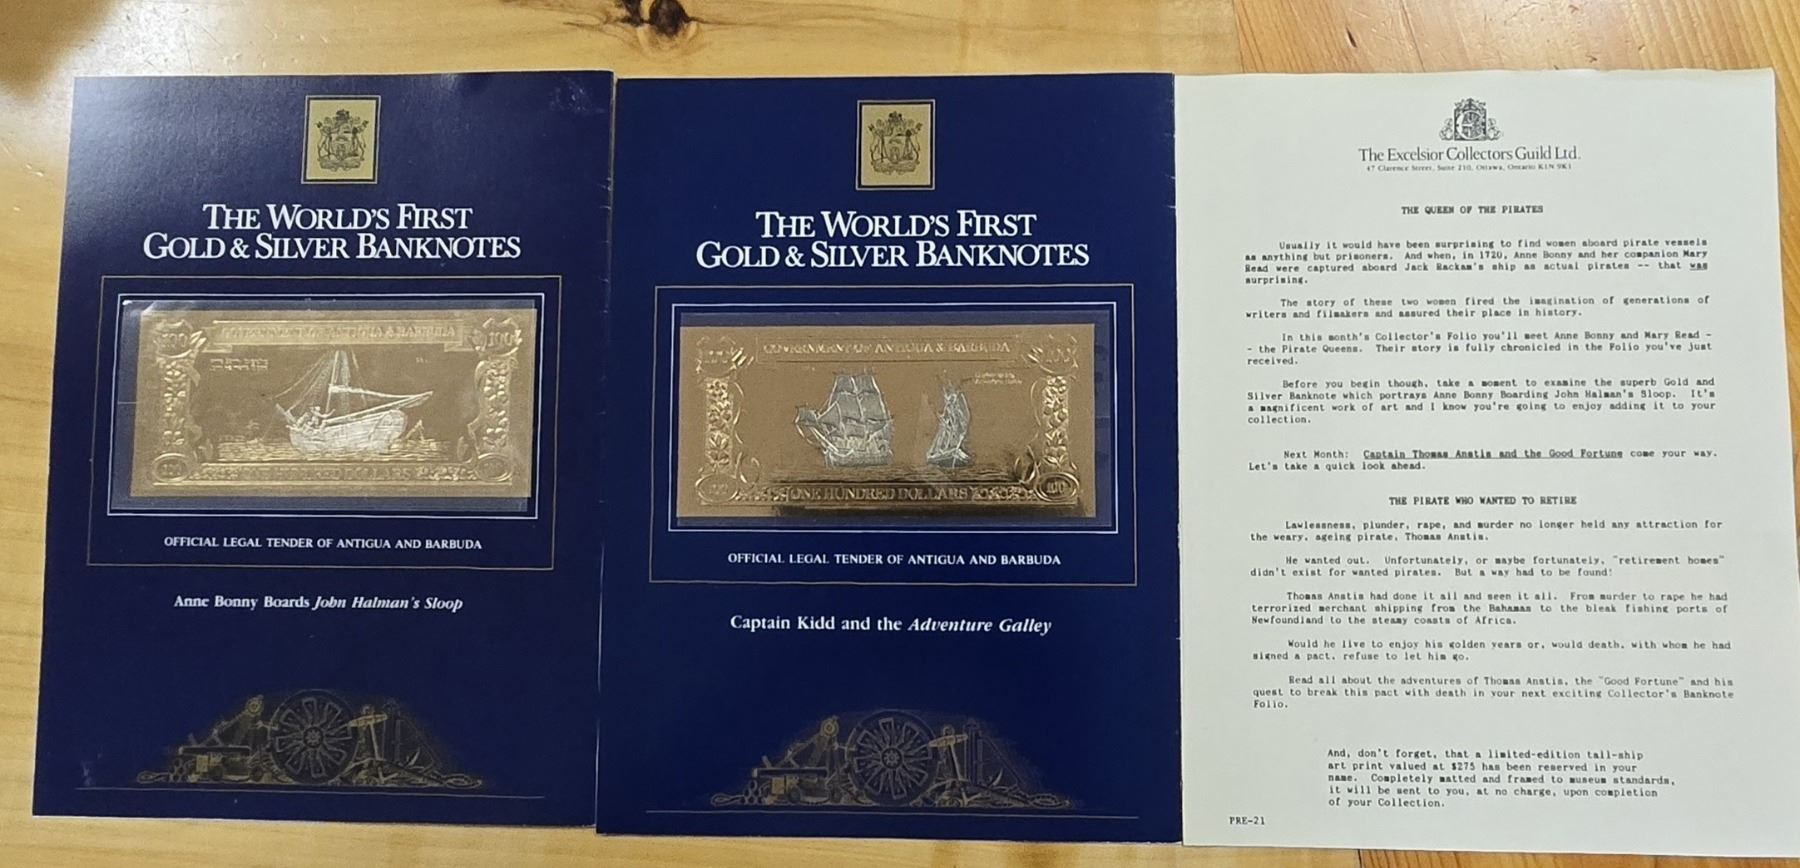 THE WORLD'S FIRST
GOLD & SILVER BANKNOTES
100 GOVERNMENT OF ANTIGUA & BARBUDA 100
100 ONE HUNDRED DOLLARS
OFFICIAL LEGAL TENDER OF ANTIGUA AND BARBUDA
Anne Bonny Boards John Halman's Sloop
THE WORLD'S FIRST
GOLD & SILVER BANKNOTES
100 GOVERNMENT OF ANTIGUA & BARBUDA 100
100 ONE HUNDRED DOLLARS 100
OFFICIAL LEGAL TENDER OF ANTIGUA AND BARBUDA
Captain Kidd and the Adventure Galley
The Excelsior Collectors Guild Ltd.
47 Clarence Street, Suite 210, Ottawa, Ontario K1N 9K1
THE QUEEN OF THE PIRATES
Usually it would have been surprising to find women aboard pirate vessels
as anything but prisoners. And when, in 1720, Anne Bonny and her companion Mary
Read were captured aboard Jack Rackam's ship as actual pirates -- that was
surprising.
The story of these two women fired the imagination of generations of
writers and filmakers and assured their place in history.
In this month's Collector's Folio you'll meet Anne Bonny and Mary Read -
- the Pirate Queens. Their story is fully chronicled in the Folio you've just
received.
Before you begin though, take a moment to examine the superb Gold and
Silver Banknote which portrays Anne Bonny Boarding John Halman's Sloop. It's
a magnificent work of art and I know you're going to enjoy adding it to your
collection.
Next Month: Captain Thomas Anstis and the Good Fortune come your way.
Let's take a quick look ahead.
THE PIRATE WHO WANTED TO RETIRE
Lawlessness, plunder, rape, and murder no longer held any attraction for
the weary, ageing pirate, Thomas Anstis.
He wanted out. Unfortunately, or maybe fortunately, "retirement homes"
didn't exist for wanted pirates. But a way had to be found!
Thomas Anstis had done it all and seen it all. From murder to rape he had
terrorized merchant shipping from the Bahamas to the bleak fishing ports of
Newfoundland to the steamy coasts of Africa.
Would he live to enjoy his golden years or, would death, with whom he had
signed a pact, refuse to let him go.
Read all about the adventures of Thomas Anstis, the "Good Fortune" and his
quest to break this pact with death in your next exciting Collector's Banknote
Folio.
And, don't forget, that a limited-edition tall-ship
art print valued at $275 has been reserved in your
name. Completely matted and framed to museum standards,
it will be sent to you, at no charge, upon completion
of your Collection.
PRE-21